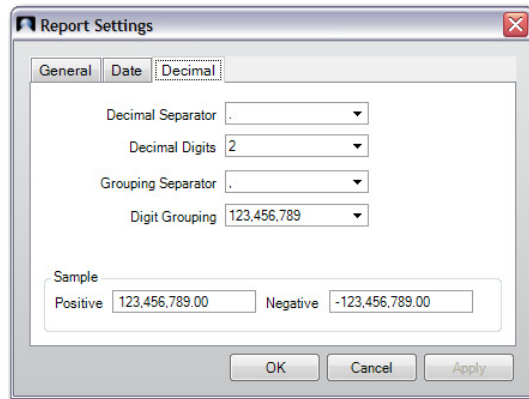 Report Settings
General Date Decimal
Decimal Separator .
Decimal Digits 2
Grouping Separator ,
Digit Grouping 123,456,789
Sample
Positive 123,456,789.00 Negative -123,456,789.00
OK Cancel Apply